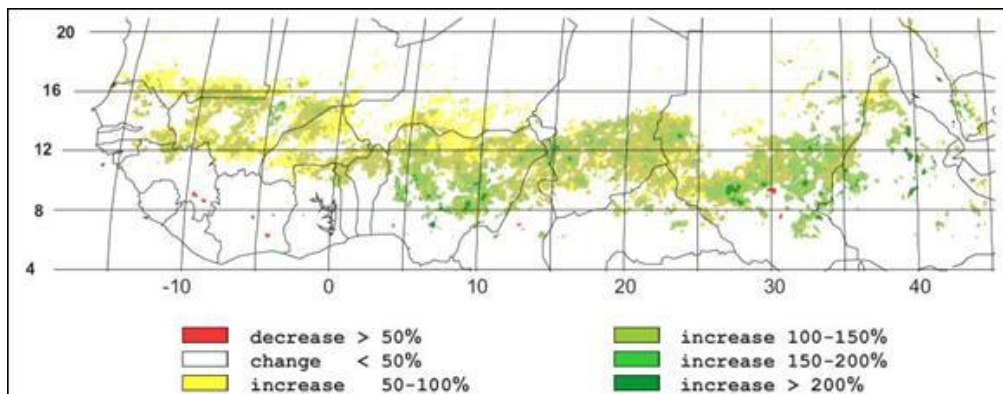 20
16
12
8
4
-10 0 10 20 30 40
decrease > 50%
change < 50%
increase 50-100%
increase 100-150%
increase 150-200%
increase > 200%